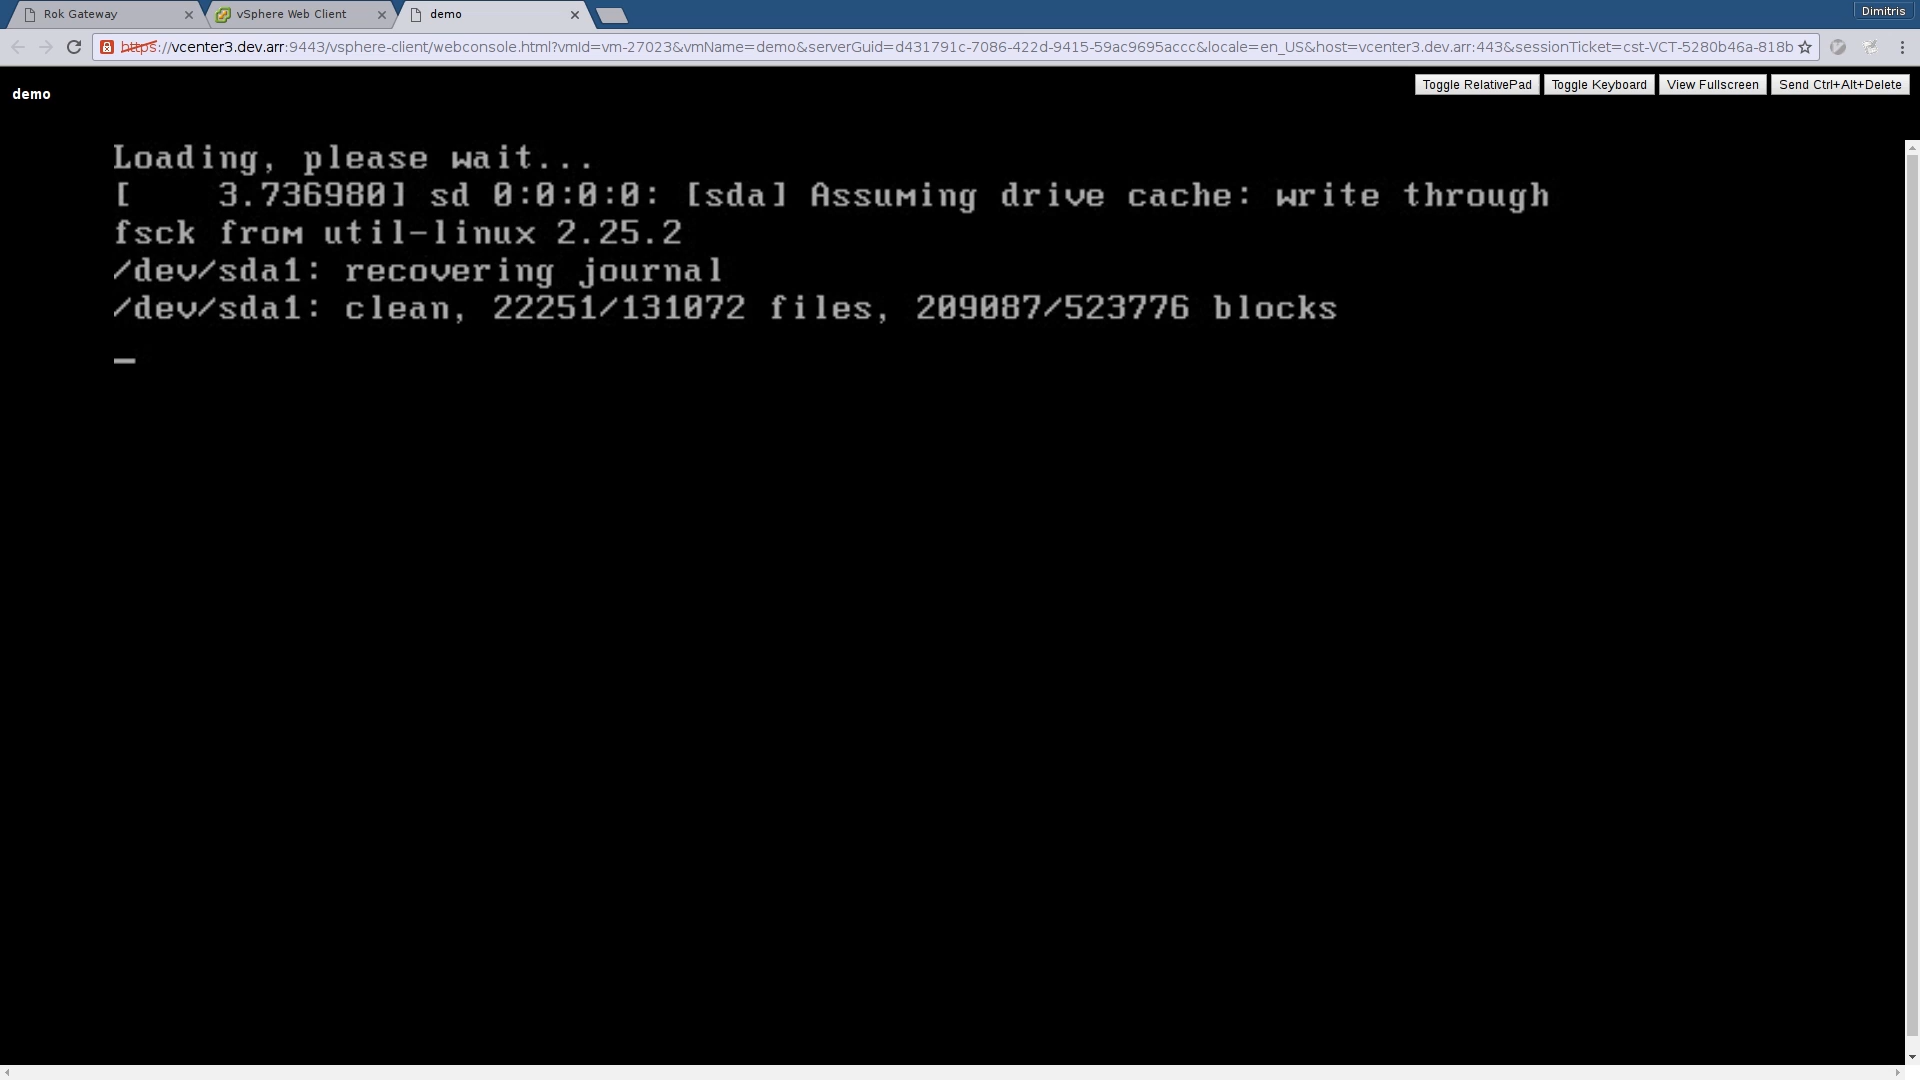 Rok Gateway
vSphere Web Client
demo
Dimitris
https://vcenter3.dev.arr:9443/vsphere-client/webconsole.html?vmId=vm-27023&vmName=demo&serverGuid=d431791c-7086-422d-9415-59ac9695accc&locale=en_US&host=vcenter3.dev.arr:443&sessionTicket=cst-VCT-5280b46a-818b
demo
Toggle RelativePad
Toggle Keyboard
View Fullscreen
Send Ctrl+Alt+Delete
Loading, please wait...
[    3.736980] sd 0:0:0:0: [sda] Assuming drive cache: write through
fsck from util-linux 2.25.2
/dev/sda1: recovering journal
/dev/sda1: clean, 22251/131072 files, 209087/523776 blocks